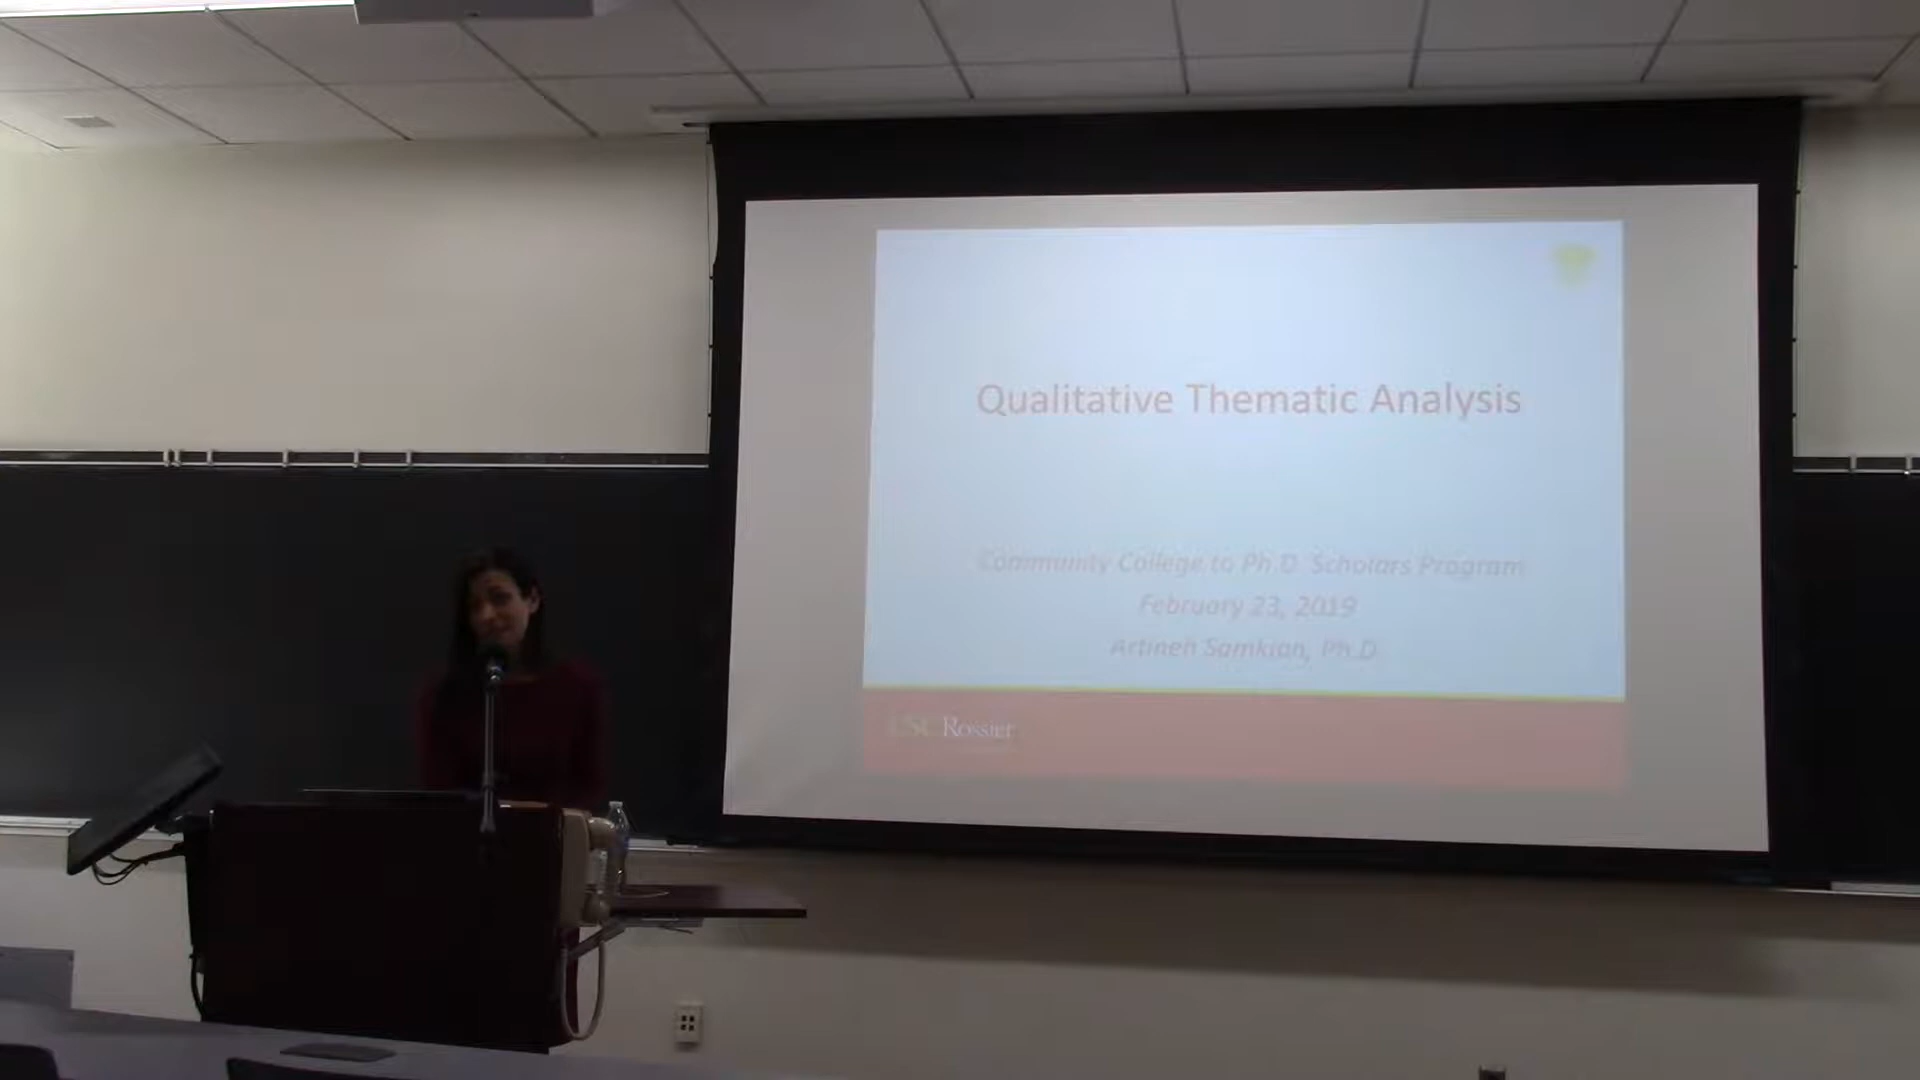 Qualitative Thematic Analysis
Community College to Ph.D. Scholars Program
February 23, 2019
Artineh Samkian, Ph.D.
USC Rossier